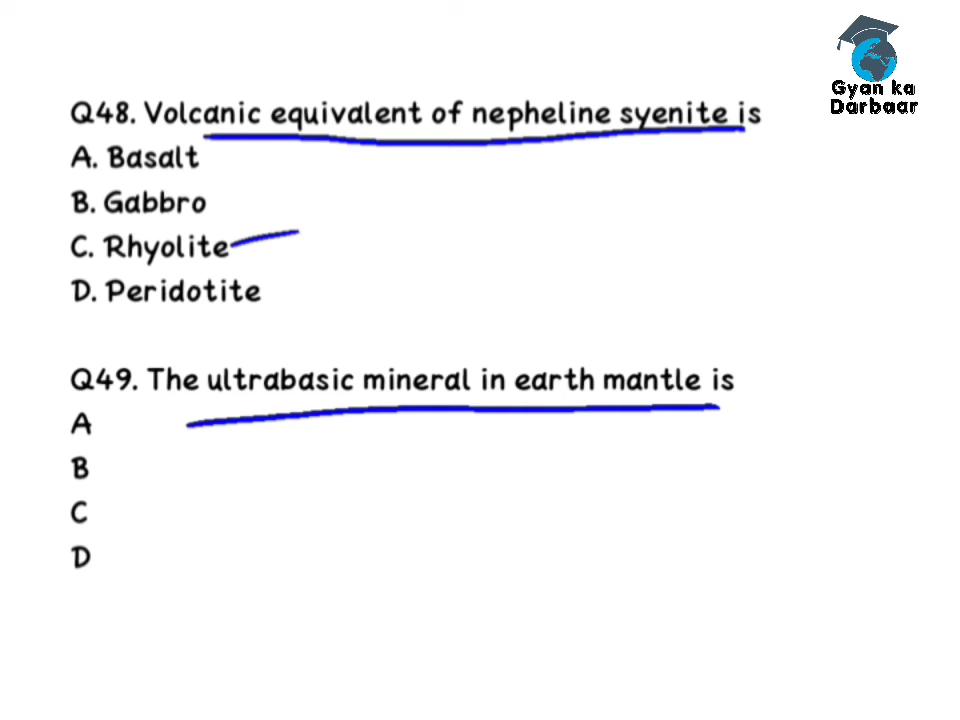 Gyan ka
Darbaar
Q48. Volcanic equivalent of nepheline syenite is
A. Basalt
B. Gabbro
C. Rhyolite
D. Peridotite
Q49. The ultrabasic mineral in earth mantle is
A
B
C
D